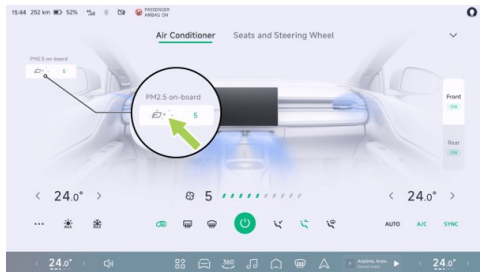 15:44 252 km 52% PASSENGER
AIRBAG ON
Air Conditioner Seats and Steering Wheel
PM2.5 on-board
5
PM2.5 on-board
5
Front
ON
Rear
ON
24.0° 5 24.0°
AUTO A/C SYNC
24.0° 360 24.0°